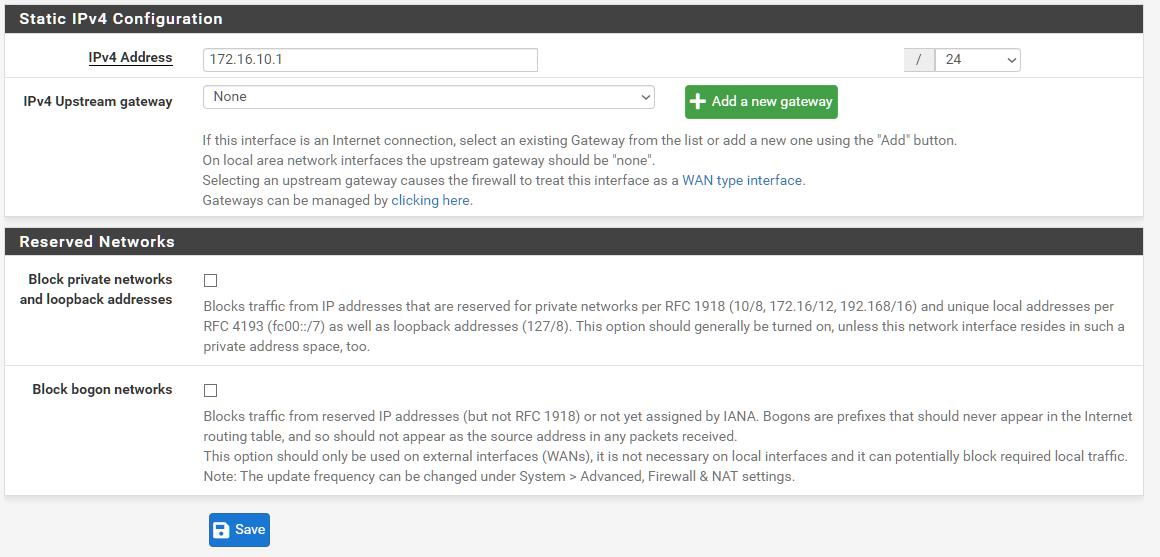 Static IPv4 Configuration
IPv4 Address 172.16.10.1 / 24
IPv4 Upstream gateway None Add a new gateway
If this interface is an Internet connection, select an existing Gateway from the list or add a new one using the "Add" button.
On local area network interfaces the upstream gateway should be "none".
Selecting an upstream gateway causes the firewall to treat this interface as a WAN type interface.
Gateways can be managed by clicking here.
Reserved Networks
Block private networks
and loopback addresses
Blocks traffic from IP addresses that are reserved for private networks per RFC 1918 (10/8, 172.16/12, 192.168/16) and unique local addresses per
RFC 4193 (fc00::/7) as well as loopback addresses (127/8). This option should generally be turned on, unless this network interface resides in such a
private address space, too.
Block bogon networks
Blocks traffic from reserved IP addresses (but not RFC 1918) or not yet assigned by IANA. Bogons are prefixes that should never appear in the Internet
routing table, and so should not appear as the source address in any packets received.
This option should only be used on external interfaces (WANs), it is not necessary on local interfaces and it can potentially block required local traffic.
Note: The update frequency can be changed under System > Advanced, Firewall & NAT settings.
Save